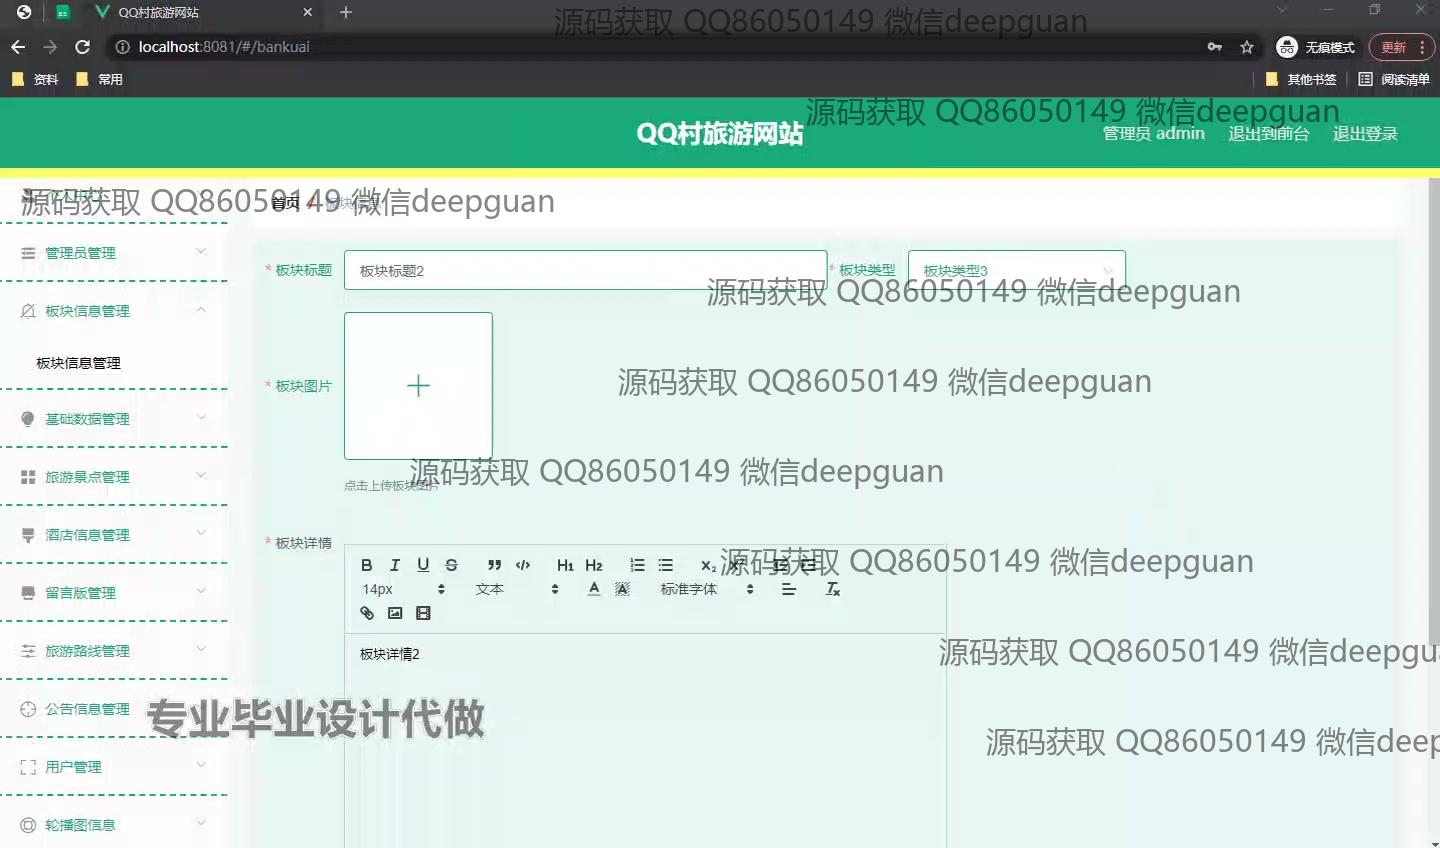 QQ村旅游网站
源码获取 QQ86050149 微信deepguan
localhost:8081/#/bankuai
无痕模式
更新
资料
常用
其他书签
阅读清单
源码获取 QQ86050149 微信deepguan
QQ村旅游网站
管理员 admin
退出到前台
退出登录
个人中心
源码获取 QQ86050149 微信deepguan
首页
板块信息
管理员管理
板块信息管理
板块信息管理
基础数据管理
旅游景点管理
酒店信息管理
留言版管理
旅游路线管理
公告信息管理
用户管理
轮播图信息
* 板块标题
板块标题2
* 板块类型
板块类型3
源码获取 QQ86050149 微信deepguan
* 板块图片
源码获取 QQ86050149 微信deepguan
点击上传板块图片
源码获取 QQ86050149 微信deepguan
* 板块详情
B I U S H1 H2 X₂ X²
源码获取 QQ86050149 微信deepguan
14px 文本 A A 标准字体
板块详情2
源码获取 QQ86050149 微信deepgu
专业毕业设计代做
源码获取 QQ86050149 微信deep